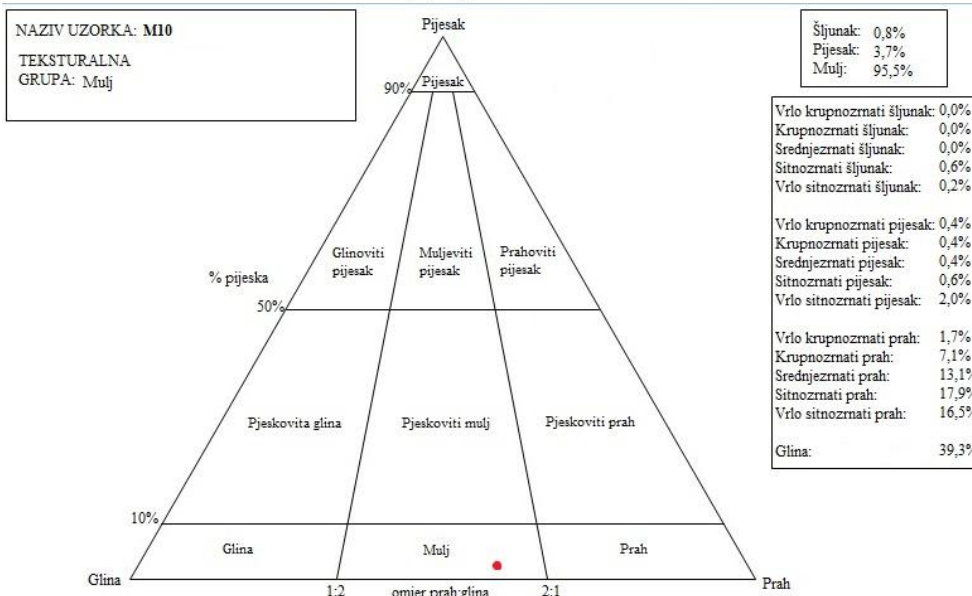 NAZIV UZORKA: M10
TEKSTURALNA
GRUPA: Mulj
Pijesak
Pijesak
90%
Glinoviti
pijesak
Muljeviti
pijesak
Prahoviti
pijesak
% pijeska
50%
Pjeskovita glina
Pjeskoviti mulj
Pjeskoviti prah
10%
Glina
Mulj
Prah
Glina
Prah
1:2
omjer prah:glina
2:1
Šljunak: 0,8%
Pijesak: 3,7%
Mulj: 95,5%
Vrlo krupnozrnati šljunak: 0,0%
Krupnozrnati šljunak: 0,0%
Srednjezrnati šljunak: 0,0%
Sitnozrnati šljunak: 0,6%
Vrlo sitnozrnati šljunak: 0,2%
Vrlo krupnozrnati pijesak: 0,4%
Krupnozrnati pijesak: 0,4%
Srednjezrnati pijesak: 0,4%
Sitnozrnati pijesak: 0,6%
Vrlo sitnozrnati pijesak: 2,0%
Vrlo krupnozrnati prah: 1,7%
Krupnozrnati prah: 7,1%
Srednjezrnati prah: 13,1%
Sitnozrnati prah: 17,9%
Vrlo sitnozrnati prah: 16,5%
Glina: 39,3%